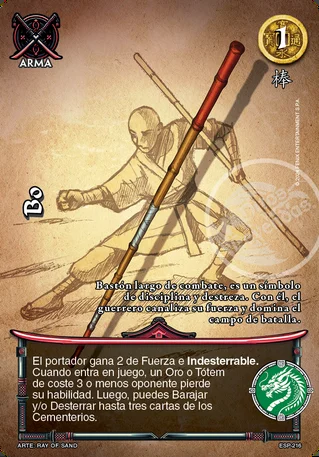 ARMA
1
棒
Bo
Bastón largo de combate, es un símbolo
de disciplina y destreza. Con él, el
guerrero canaliza su fuerza y domina el
campo de batalla.
El portador gana 2 de Fuerza e Indesterrable.
Cuando entra en juego, un Oro o Tótem
de coste 3 o menos oponente pierde
su habilidad. Luego, puedes Barajar
y/o Desterrar hasta tres cartas de los
Cementerios.
ARTE: RAY OF SAND
ESP-216